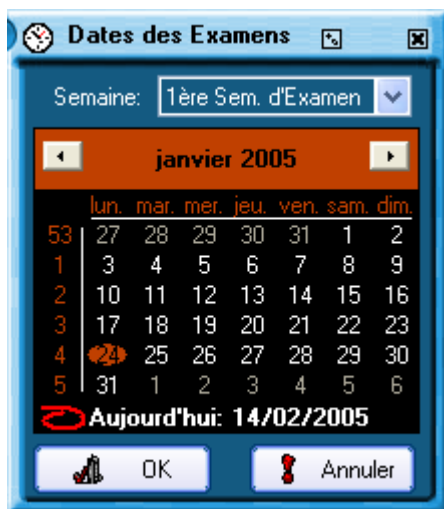 Dates des Examens
Semaine: 1ère Sem. d'Examen
janvier 2005
lun. mar. mer. jeu. ven. sam. dim.
53 27 28 29 30 31 1 2
1 3 4 5 6 7 8 9
2 10 11 12 13 14 15 16
3 17 18 19 20 21 22 23
4 24 25 26 27 28 29 30
5 31 1 2 3 4 5 6
Aujourd'hui: 14/02/2005
OK Annuler